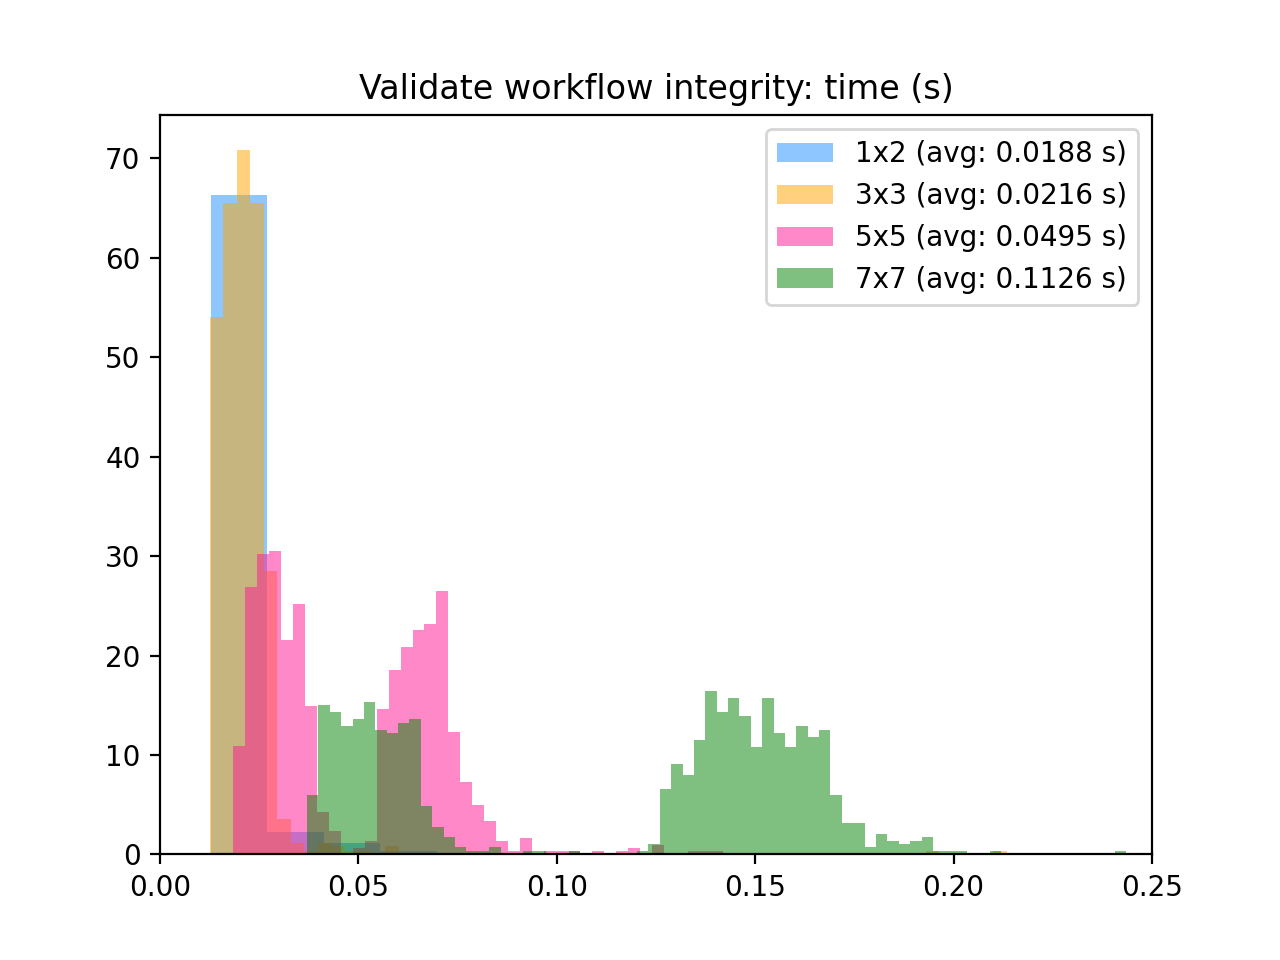 Validate workflow integrity: time (s)
1x2 (avg: 0.0188 s)
3x3 (avg: 0.0216 s)
5x5 (avg: 0.0495 s)
7x7 (avg: 0.1126 s)
70
60
50
40
30
20
10
0
0.00 0.05 0.10 0.15 0.20 0.25